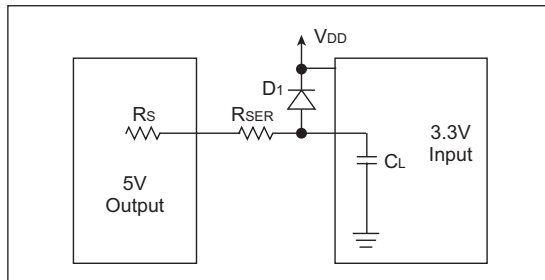 VDD
D1
RS
RSER
3.3V
Input
CL
5V
Output